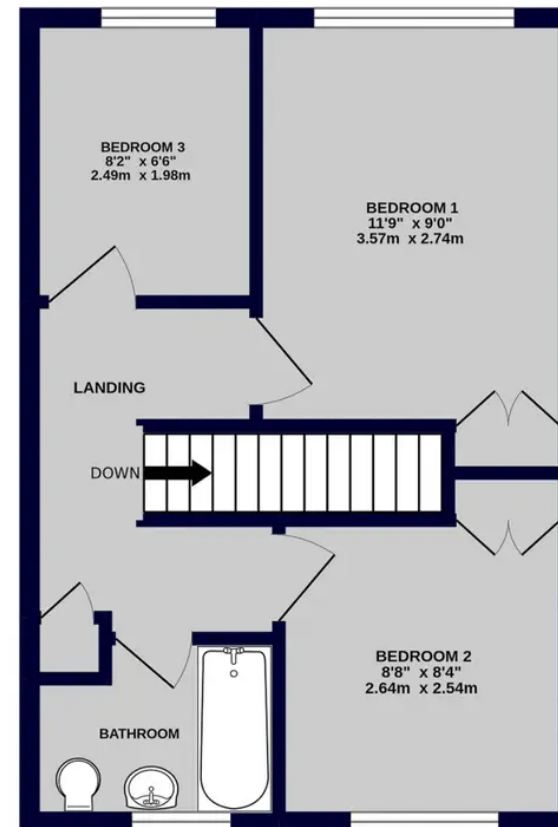 BEDROOM 3
8'2" x 6'6"
2.49m x 1.98m
BEDROOM 1
11'9" x 9'0"
3.57m x 2.74m
LANDING
DOWN
BEDROOM 2
8'8" x 8'4"
2.64m x 2.54m
BATHROOM